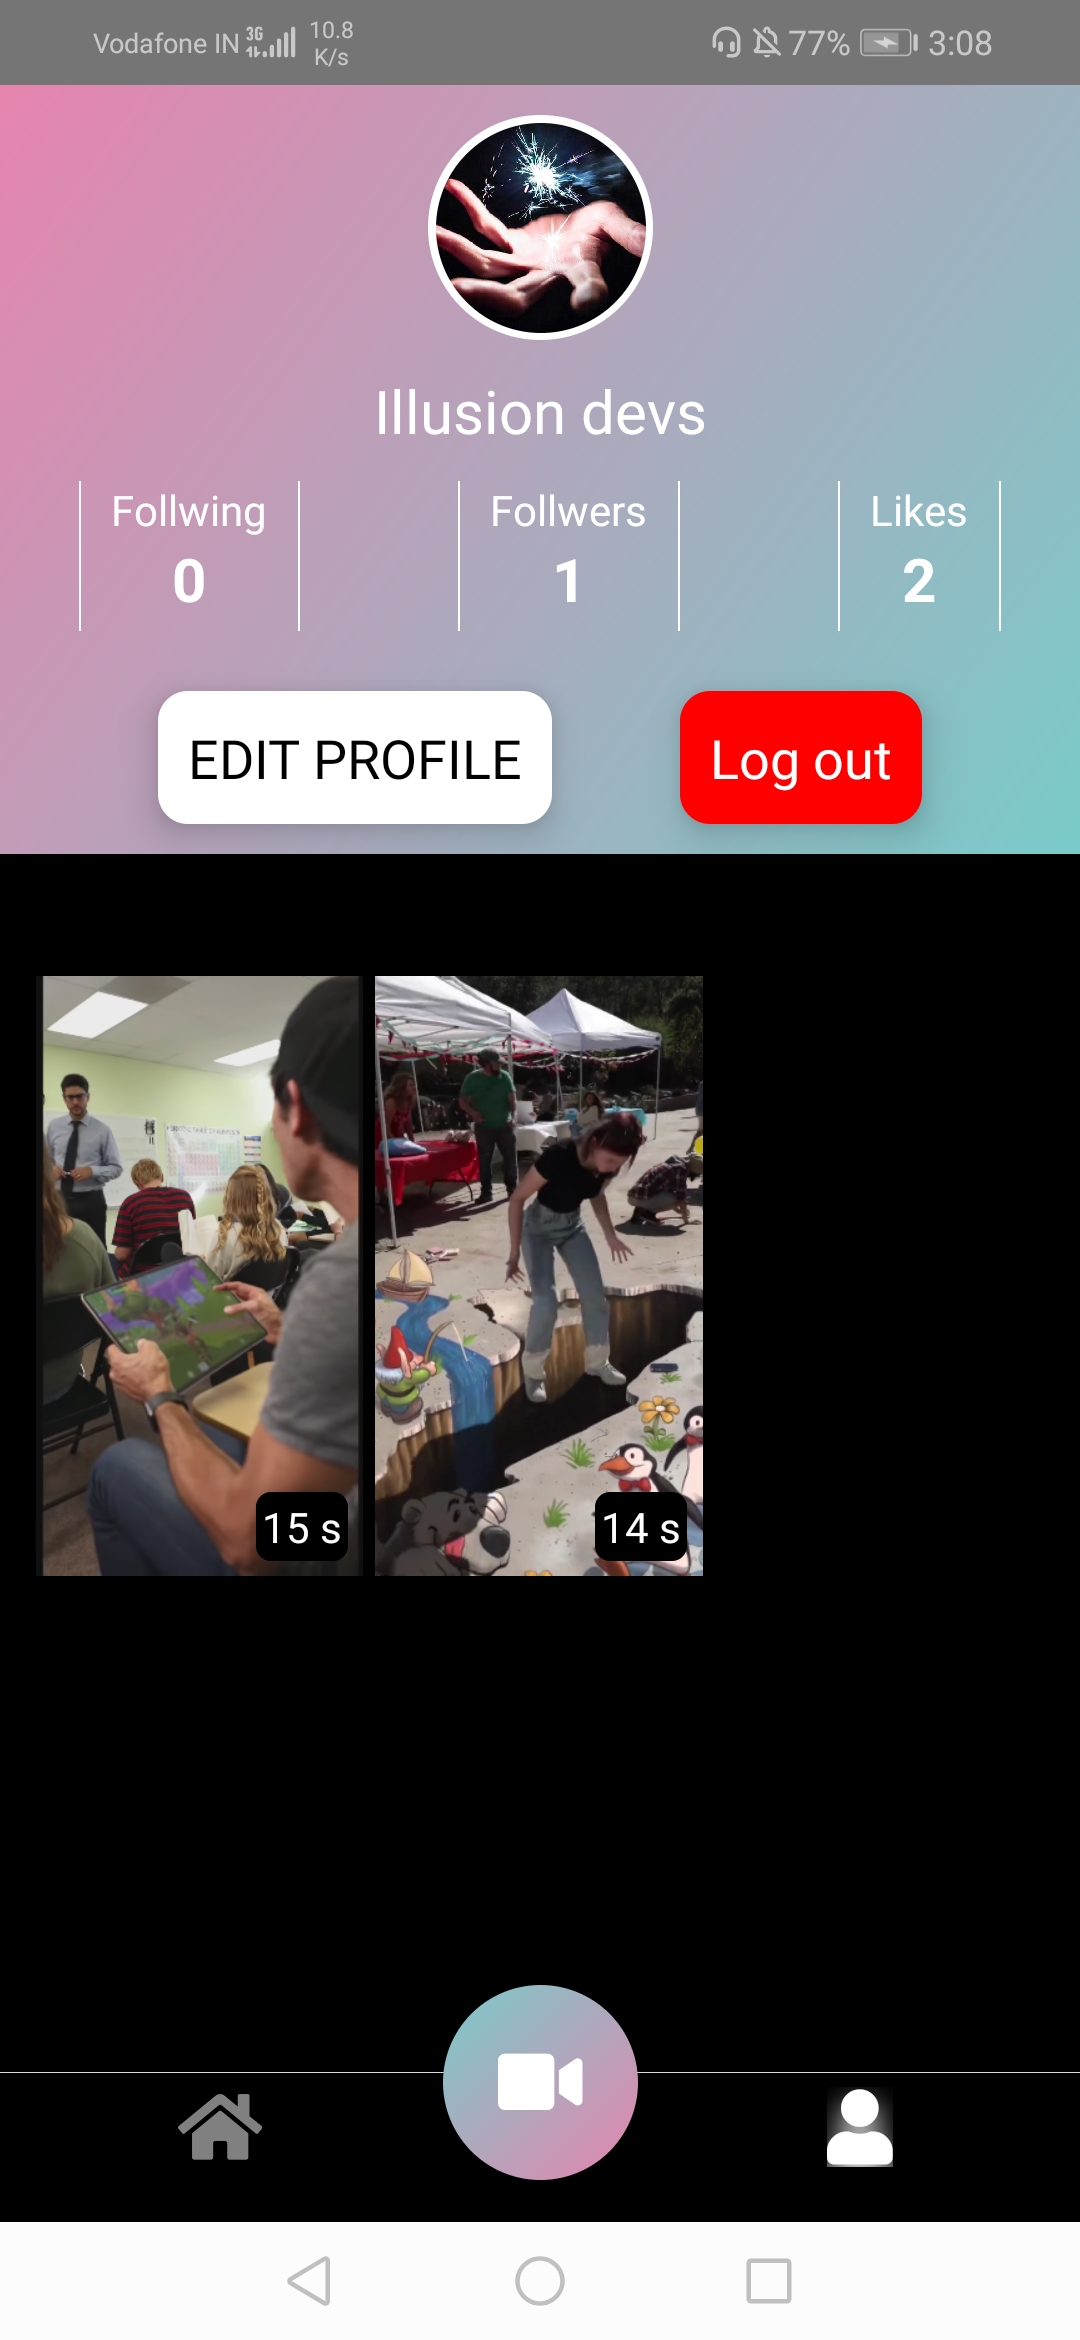 Vodafone IN 3G 10.8 K/s 77% 3:08
Illusion devs
Follwing Follwers Likes
0 1 2
EDIT PROFILE Log out
15 s 14 s